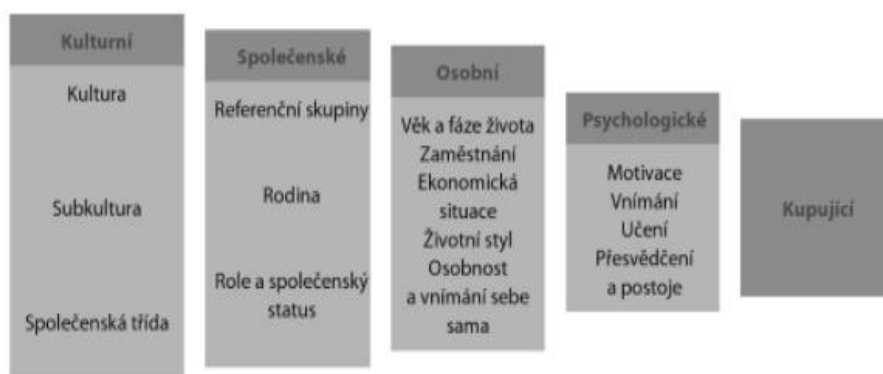 Kulturní
Kultura
Subkultura
Společenská třída
Společenské
Referenční skupiny
Rodina
Role a společenský
status
Osobní
Věk a fáze života
Zaměstnání
Ekonomická
situace
Životní styl
Osobnost
a vnímání sebe
sama
Psychologické
Motivace
Vnímání
Učení
Přesvědčení
a postoje
Kupující